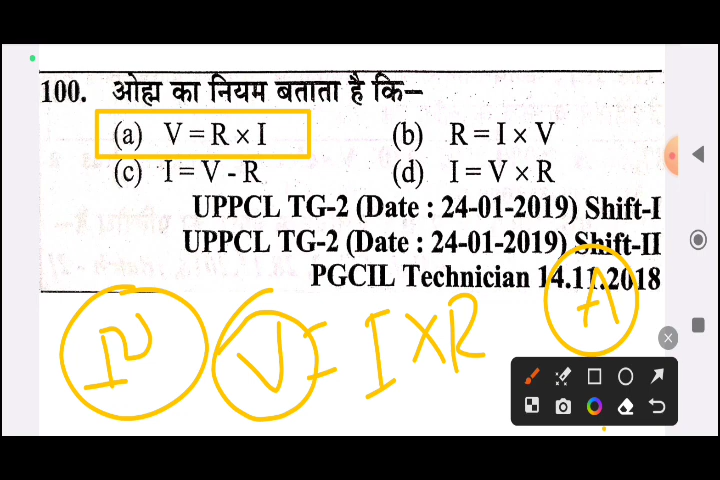 100. ओह्म का नियम बताता है कि–
(a) V = R × I (b) R = I × V
(c) I = V - R (d) I = V × R
UPPCL TG-2 (Date : 24-01-2019) Shift-I
UPPCL TG-2 (Date : 24-01-2019) Shift-II
PGCIL Technician 14.11.2018
V I I × R A